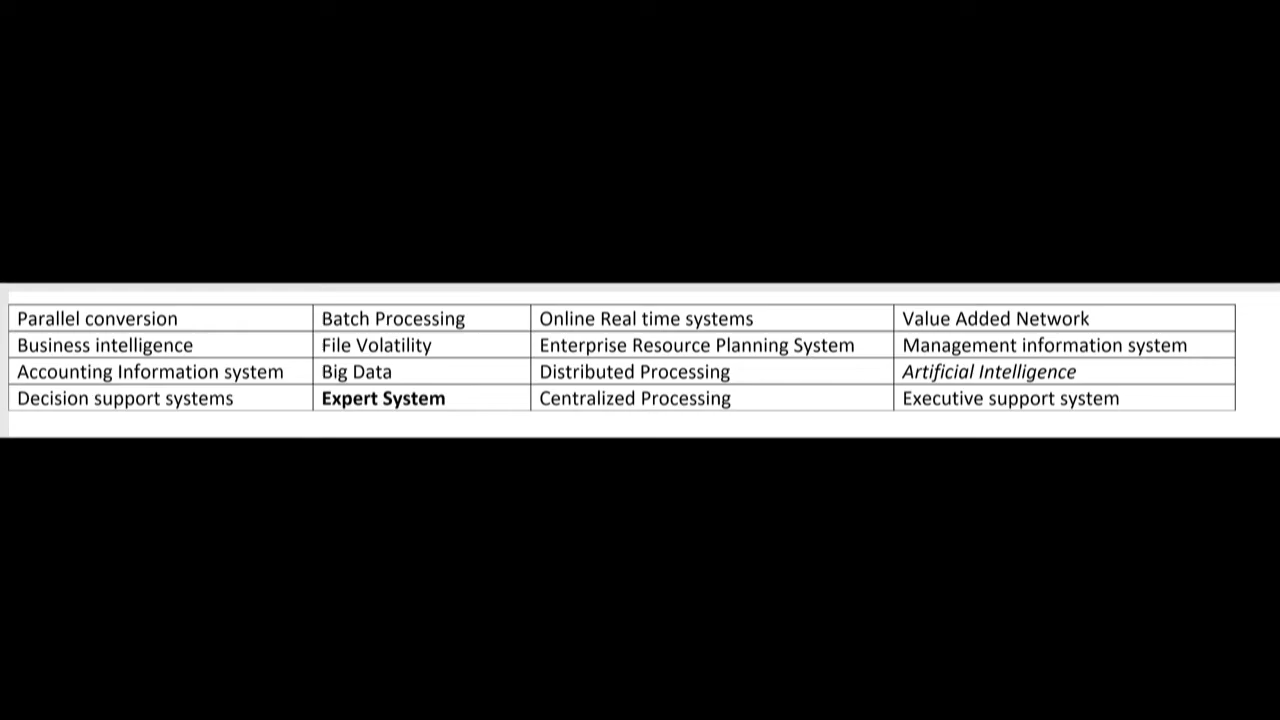 Parallel conversion Batch Processing Online Real time systems Value Added Network
Business intelligence File Volatility Enterprise Resource Planning System Management information system
Accounting Information system Big Data Distributed Processing Artificial Intelligence
Decision support systems Expert System Centralized Processing Executive support system